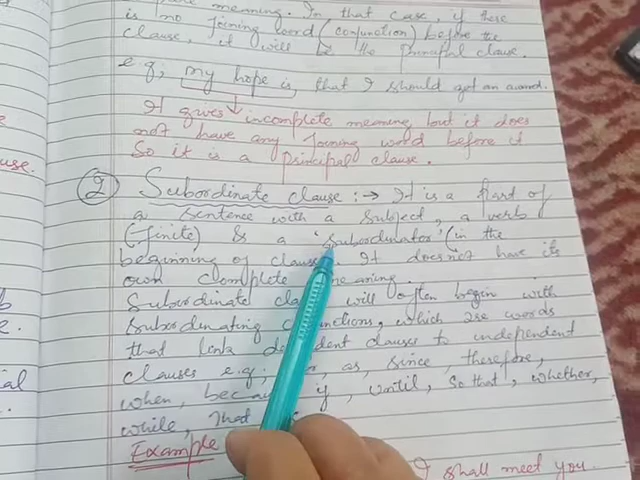 meaning. In that case, if there
is no Joining word (conjunction) before the
clause, it will be the principal clause.
e.g; my hope is, that I should get an award.
It gives incomplete meaning but it does
not have any Joining word before it
So it is a principal clause.
② Subordinate clause :→ It is a part of
a sentence with a subject, a verb
(finite) & a 'subordinator' (in the
beginning of clause. It does not have its
own complete meaning.
Subordinate will often begin with
subordinating which are words
that link dauses to independent
clauses e.g; as, since, therefore,
when, if, until, so that, whether,
while, that
Example
I shall meet you.
use.
e.
ial